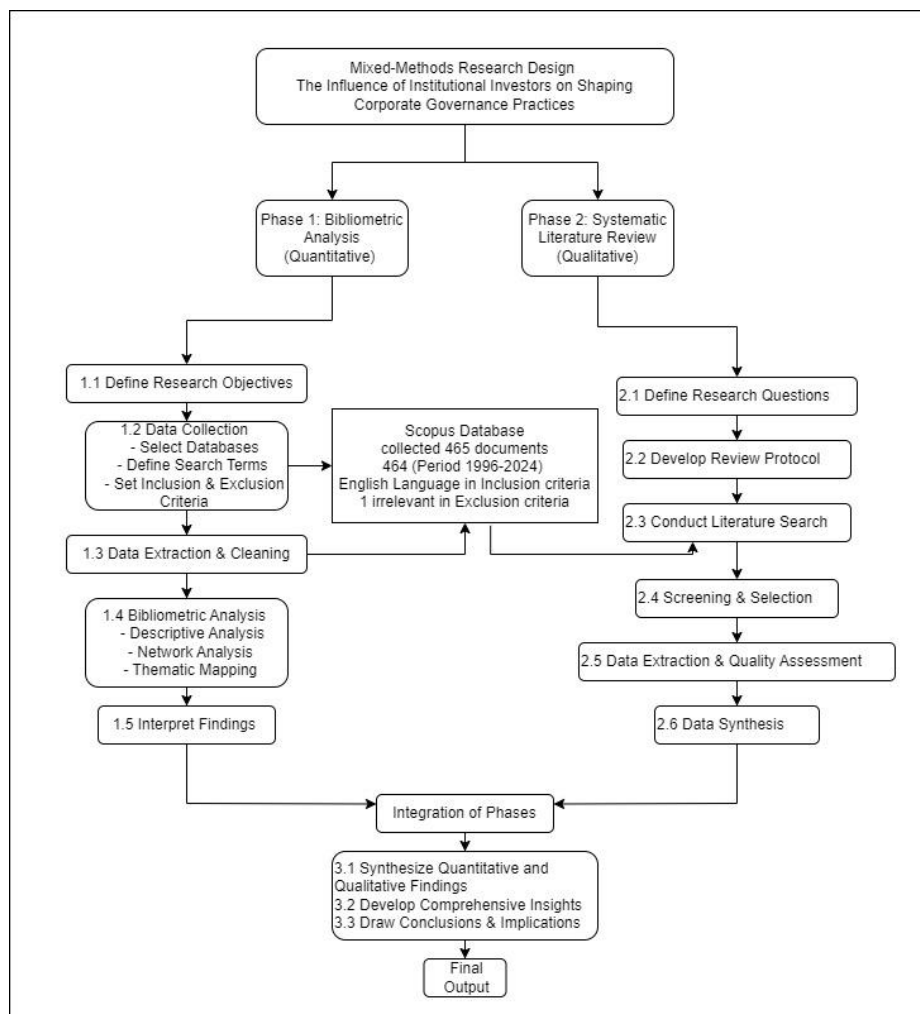 Mixed-Methods Research Design
The Influence of Institutional Investors on Shaping
Corporate Governance Practices
Phase 1: Bibliometric
Analysis
(Quantitative)
Phase 2: Systematic
Literature Review
(Qualitative)
1.1 Define Research Objectives
1.2 Data Collection
- Select Databases
- Define Search Terms
- Set Inclusion & Exclusion
Criteria
Scopus Database
collected 465 documents
464 (Period 1996-2024)
English Language in Inclusion criteria
1 irrelevant in Exclusion criteria
1.3 Data Extraction & Cleaning
1.4 Bibliometric Analysis
- Descriptive Analysis
- Network Analysis
- Thematic Mapping
1.5 Interpret Findings
2.1 Define Research Questions
2.2 Develop Review Protocol
2.3 Conduct Literature Search
2.4 Screening & Selection
2.5 Data Extraction & Quality Assessment
2.6 Data Synthesis
Integration of Phases
3.1 Synthesize Quantitative and
Qualitative Findings
3.2 Develop Comprehensive Insights
3.3 Draw Conclusions & Implications
Final
Output